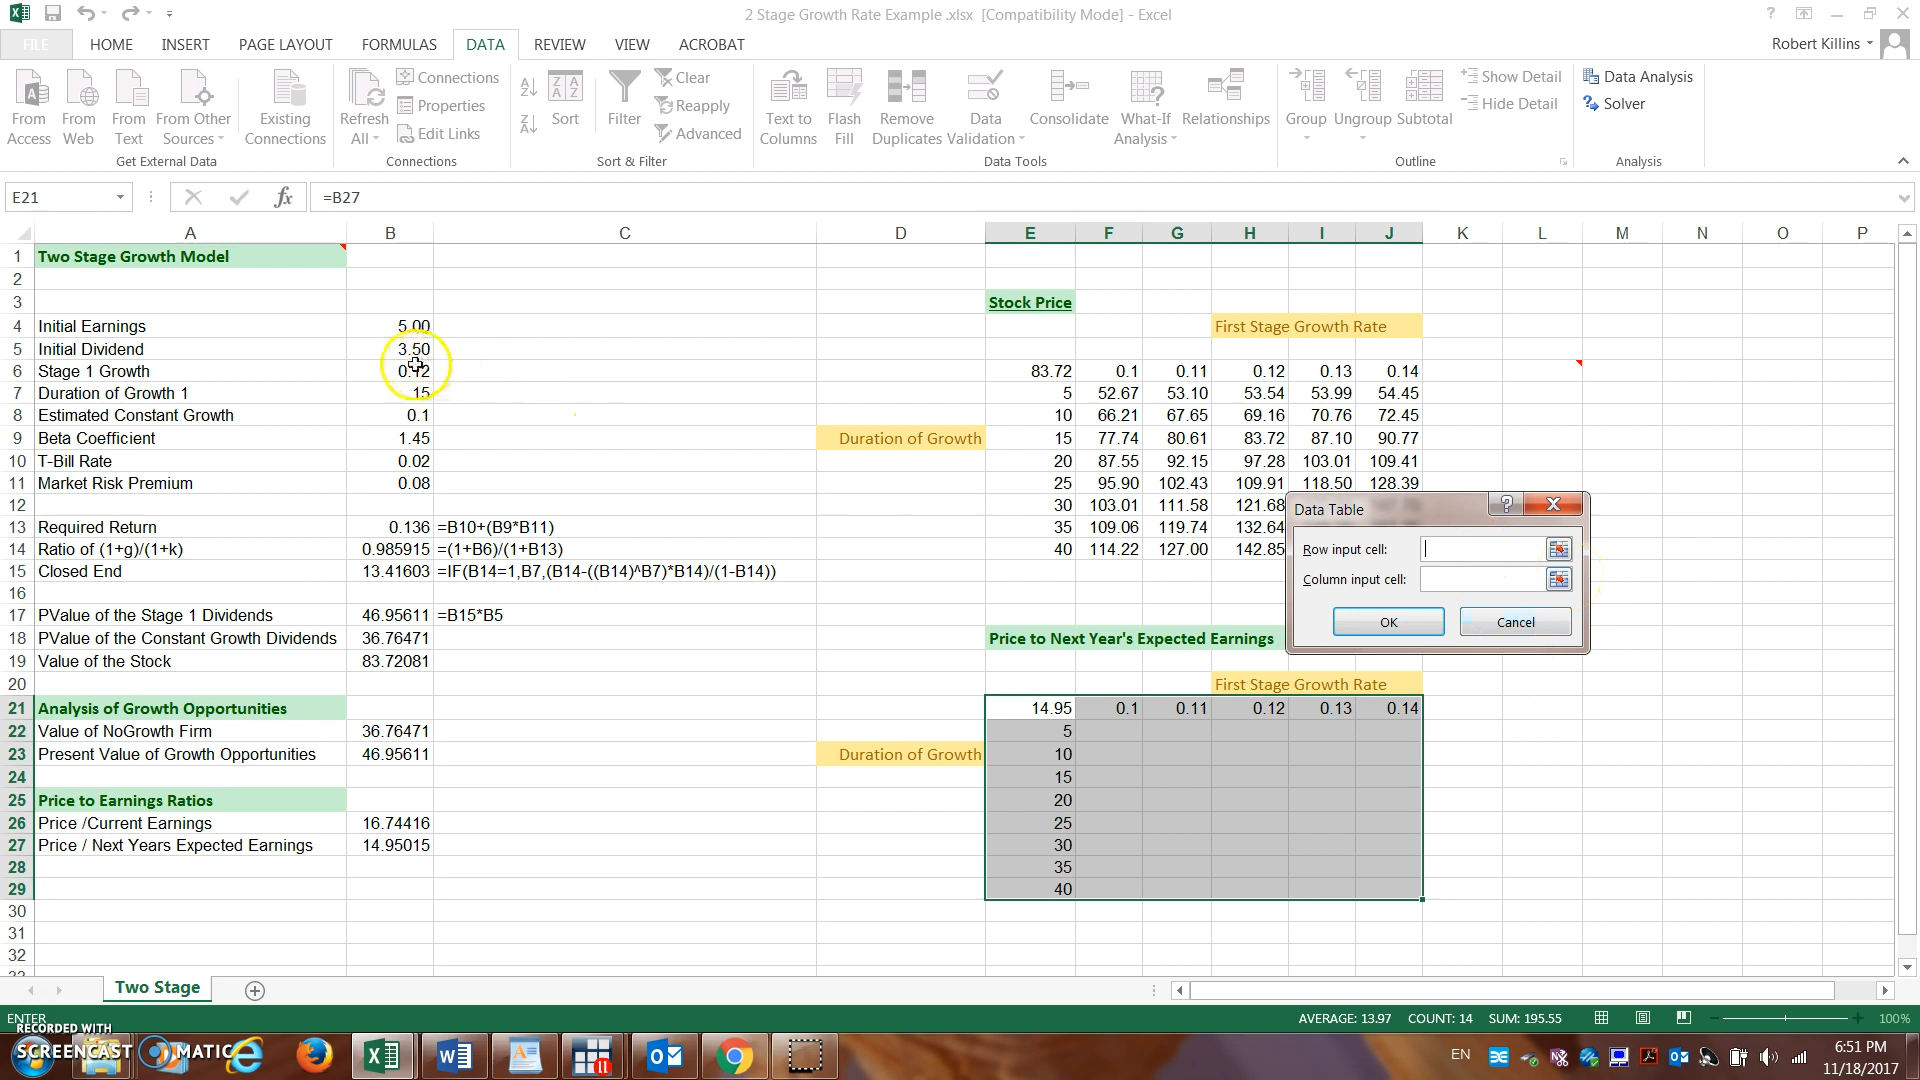 2 Stage Growth Rate Example .xlsx [Compatibility Mode] - Excel
FILE HOME INSERT PAGE LAYOUT FORMULAS DATA REVIEW VIEW ACROBAT Robert Killins
From Access From Web From Text From Other Sources Existing Connections Refresh All Connections Properties Edit Links Sort Filter Clear Reapply Advanced Text to Columns Flash Fill Remove Duplicates Data Validation Consolidate What-If Analysis Relationships Group Ungroup Subtotal Show Detail Hide Detail Data Analysis Solver
Get External Data Connections Sort & Filter Data Tools Outline Analysis
E21 =B27
A B C D E F G H I J K L M N O P
1 Two Stage Growth Model
2
3 Stock Price
4 Initial Earnings 5.00 First Stage Growth Rate
5 Initial Dividend 3.50
6 Stage 1 Growth 0.12 83.72 0.1 0.11 0.12 0.13 0.14
7 Duration of Growth 1 15 5 52.67 53.10 53.54 53.99 54.45
8 Estimated Constant Growth 0.1 10 66.21 67.65 69.16 70.76 72.45
9 Beta Coefficient 1.45 Duration of Growth 15 77.74 80.61 83.72 87.10 90.77
10 T-Bill Rate 0.02 20 87.55 92.15 97.28 103.01 109.41
11 Market Risk Premium 0.08 25 95.90 102.43 109.91 118.50 128.39
12 30 103.01 111.58 121.68
13 Required Return 0.136 =B10+(B9*B11) 35 109.06 119.74 132.64
14 Ratio of (1+g)/(1+k) 0.985915 =(1+B6)/(1+B13) 40 114.22 127.00 142.85
15 Closed End 13.41603 =IF(B14=1,B7,(B14-((B14)^B7)*B14)/(1-B14))
16
17 PValue of the Stage 1 Dividends 46.95611 =B15*B5
18 PValue of the Constant Growth Dividends 36.76471 Price to Next Year's Expected Earnings
19 Value of the Stock 83.72081
20 First Stage Growth Rate
21 Analysis of Growth Opportunities 14.95 0.1 0.11 0.12 0.13 0.14
22 Value of NoGrowth Firm 36.76471 5
23 Present Value of Growth Opportunities 46.95611 Duration of Growth 10
24 15
25 Price to Earnings Ratios 20
26 Price /Current Earnings 16.74416 25
27 Price / Next Years Expected Earnings 14.95015 30
28 35
29 40
30
31
32
Data Table
Row input cell:
Column input cell:
OK Cancel
Two Stage
ENTER AVERAGE: 13.97 COUNT: 14 SUM: 195.55 100%
RECORDED WITH
SCREENCAST MATIC
EN 6:51 PM
11/18/2017